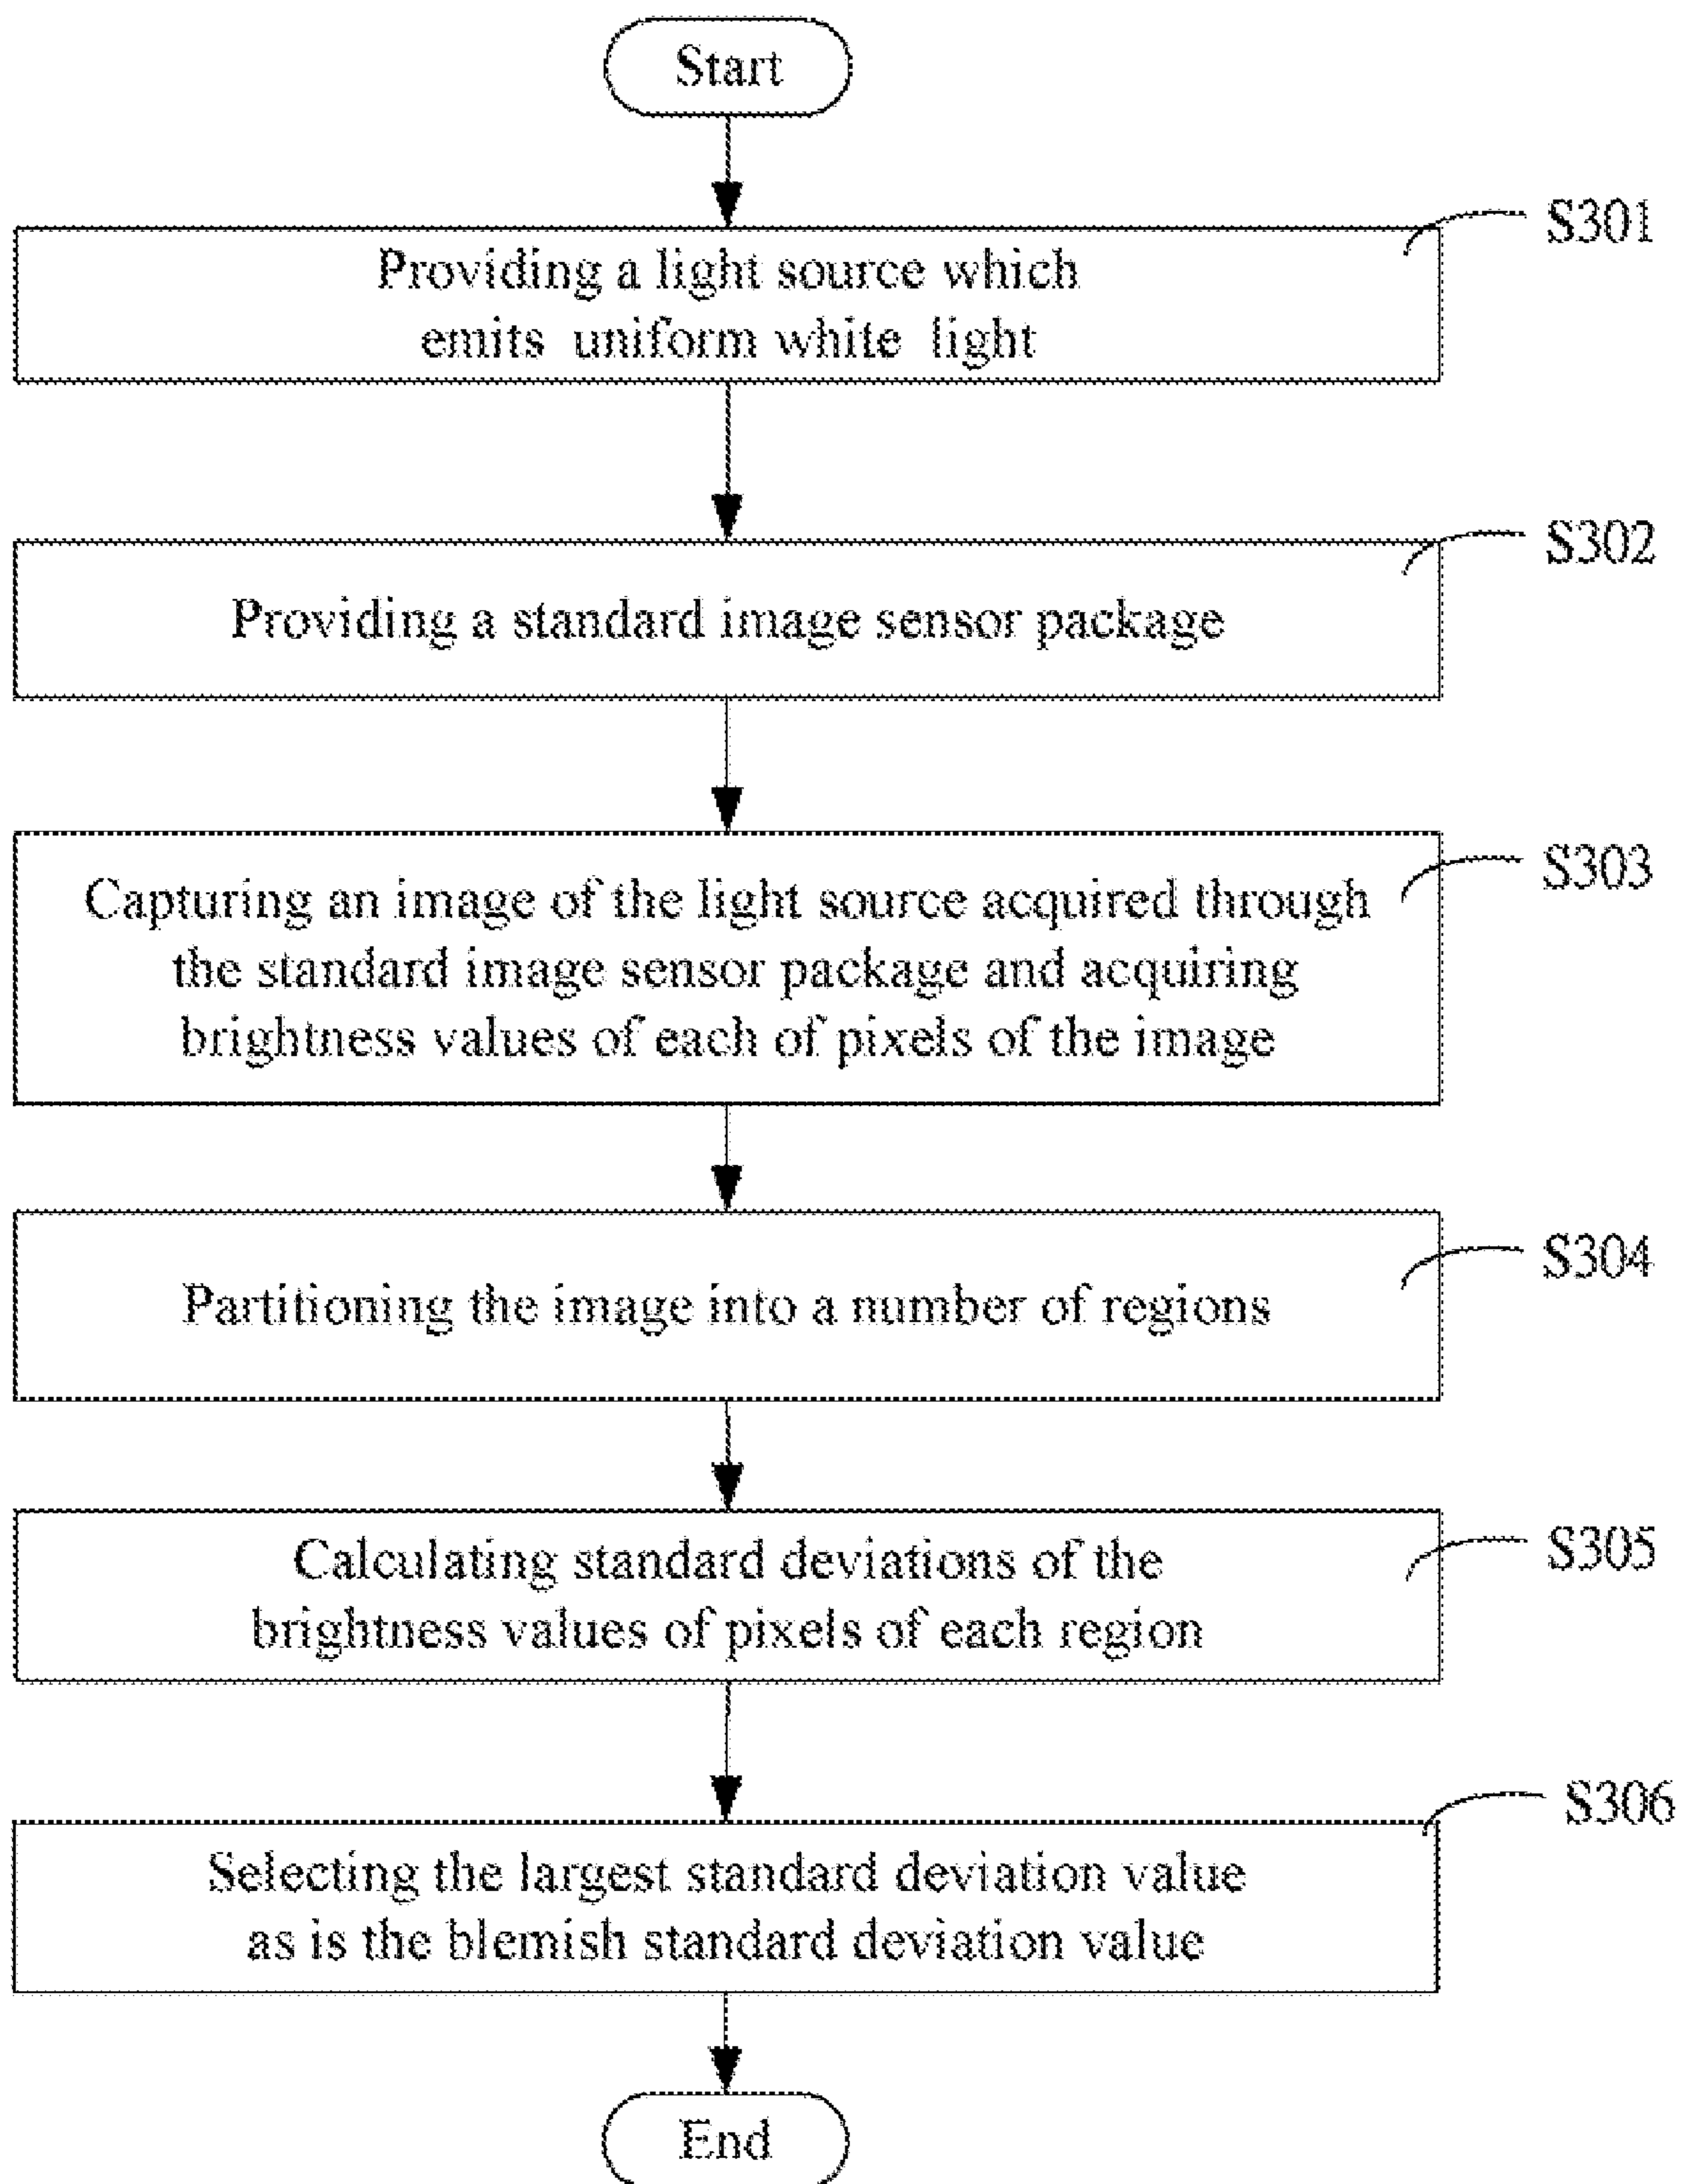 Start
S301
Providing a light source which
emits uniform white light
S302
Providing a standard image sensor package
S303
Capturing an image of the light source acquired through
the standard image sensor package and acquiring
brightness values of each of pixels of the image
S304
Partitioning the image into a number of regions
S305
Calculating standard deviations of the
brightness values of pixels of each region
S306
Selecting the largest standard deviation value
as is the blemish standard deviation value
End